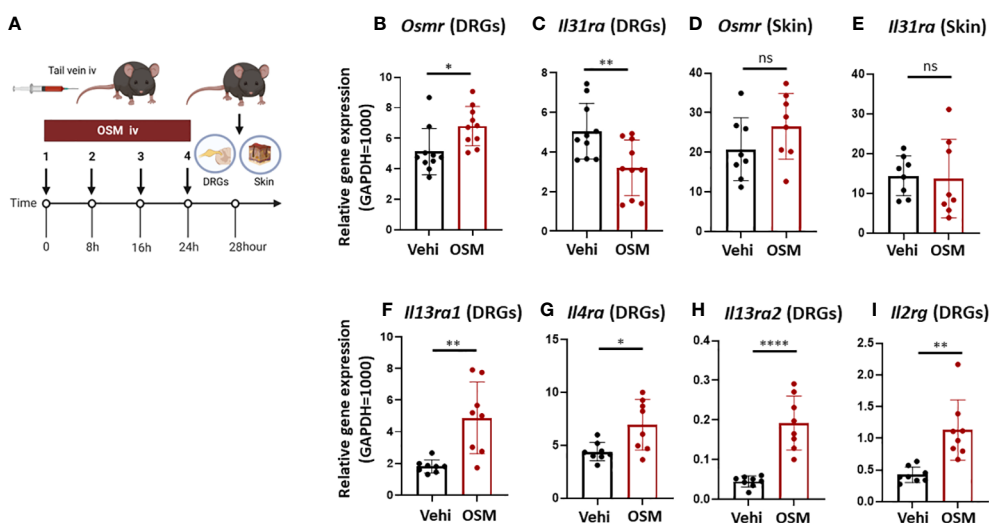 A
Tail vein iv
OSM iv
1 2 3 4
DRGs Skin
Time
0 8h 16h 24h 28hour
B Osmr (DRGs)
Relative gene expression
(GAPDH=1000)
*
10
8
6
4
2
0
Vehi OSM
C Il31ra (DRGs)
**
8
6
4
2
0
Vehi OSM
D Osmr (Skin)
ns
40
30
20
10
0
Vehi OSM
E Il31ra (Skin)
ns
40
30
20
10
0
Vehi OSM
F Il13ra1 (DRGs)
Relative gene expression
(GAPDH=1000)
**
10
8
6
4
2
0
Vehi OSM
G Il4ra (DRGs)
*
15
10
5
0
Vehi OSM
H Il13ra2 (DRGs)
****
0.4
0.3
0.2
0.1
0.0
Vehi OSM
I Il2rg (DRGs)
**
2.5
2.0
1.5
1.0
0.5
0.0
Vehi OSM